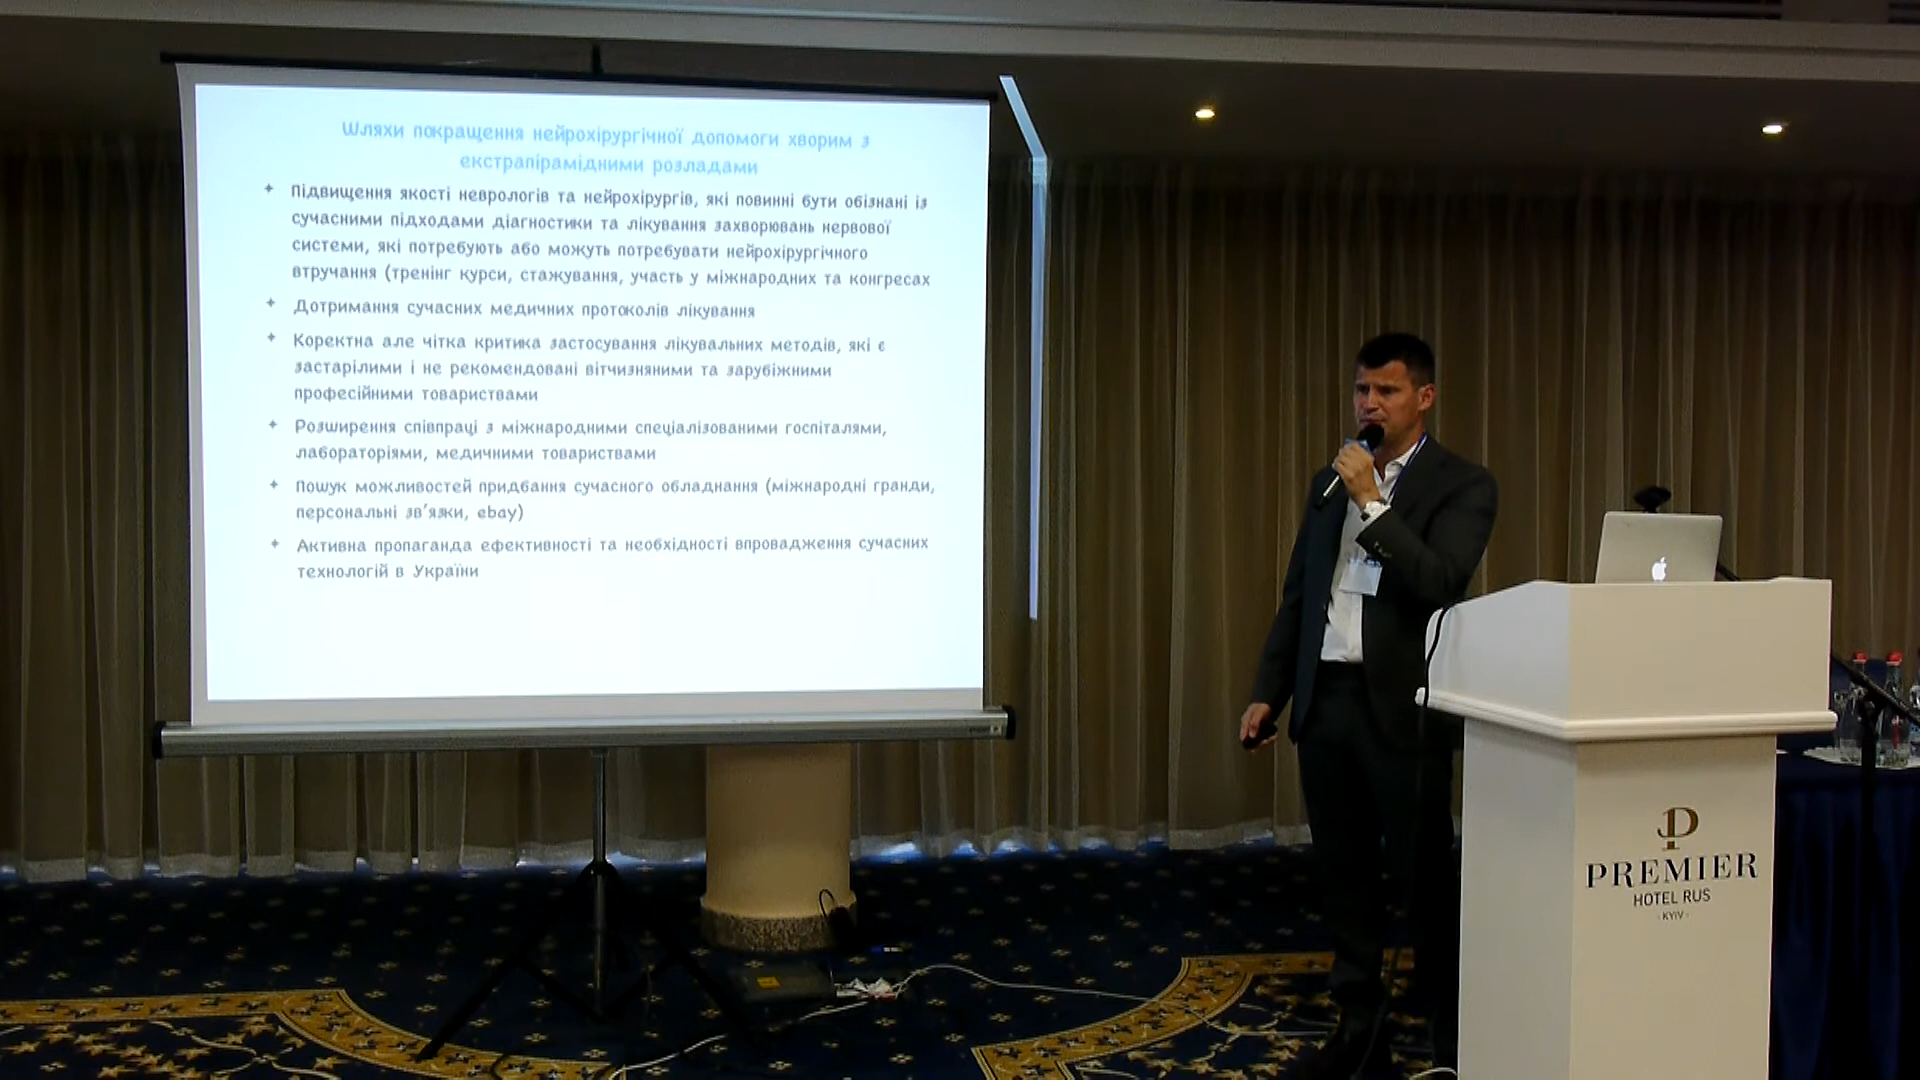 Шляхи покращення нейрохірургічної допомоги хворим з
екстрапірамідними розладами
Підвищення якості неврологів та нейрохірургів, які повинні бути обізнані із
сучасними підходами діагностики та лікування захворювань нервової
системи, які потребують або можуть потребувати нейрохірургічного
втручання (тренінг курси, стажування, участь у міжнародних та конгресах
Дотримання сучасних медичних протоколів лікування
Коректна але чітка критика застосування лікувальних методів, які є
застарілими і не рекомендовані вітчизняними та зарубіжними
професійними товариствами
Розширення співпраці з міжнародними спеціалізованими госпіталями,
лабораторіями, медичними товариствами
Пошук можливостей придбання сучасного обладнання (міжнародні гранди,
персональні зв'язки, ebay)
Активна пропаганда ефективності та необхідності впровадження сучасних
технологій в Україні
PREMIER
HOTEL RUS
· KYIV ·